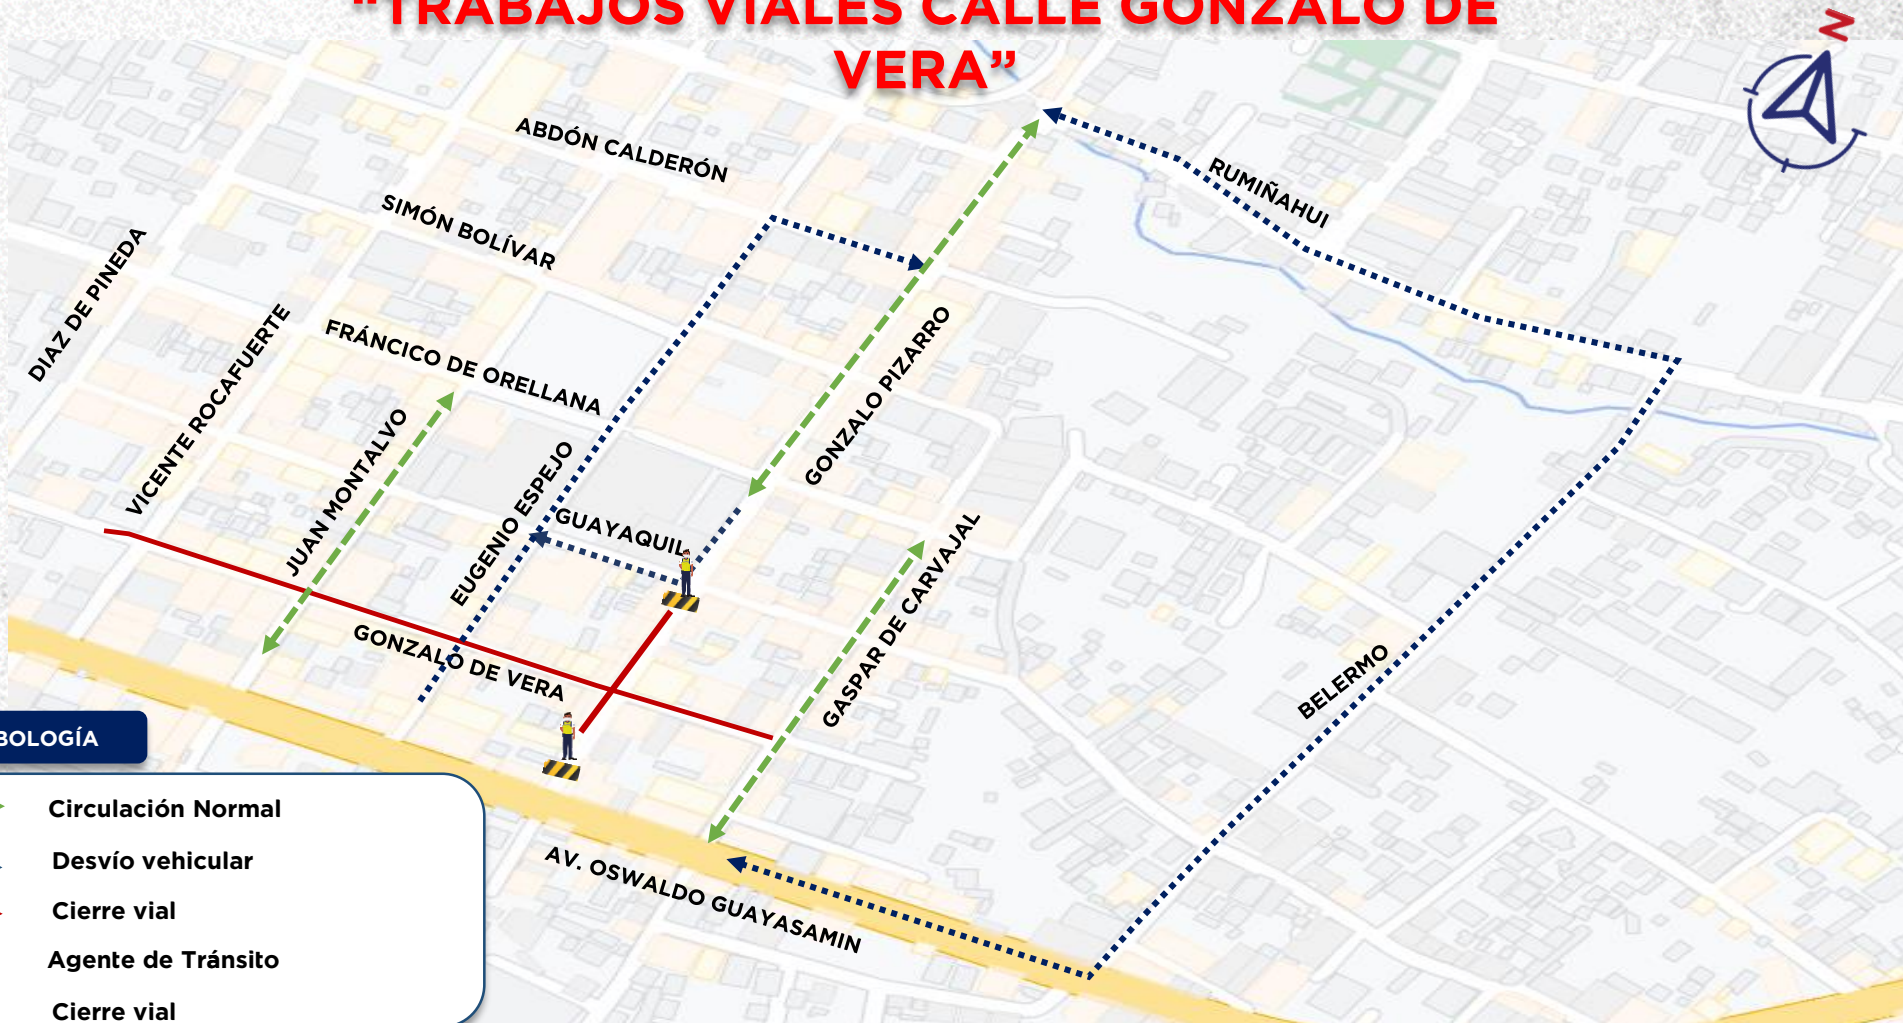 "TRABAJOS VIALES CALLE GONZALO DE
VERA”
N
ABDÓN CALDERÓN
RUMIÑAHUI
SIMÓN BOLÍVAR
DIAZ DE PINEDA
VICENTE ROCAFUERTE
FRÁNCICO DE ORELLANA
GONZALO PIZARRO
JUAN MONTALVO
EUGENIO ESPEJO
GUAYAQUIL
GASPAR DE CARVAJAL
GONZALO DE VERA
BELERMO
AV. OSWALDO GUAYASAMIN
BOLOGÍA
Circulación Normal
Desvío vehicular
Cierre vial
Agente de Tránsito
Cierre vial